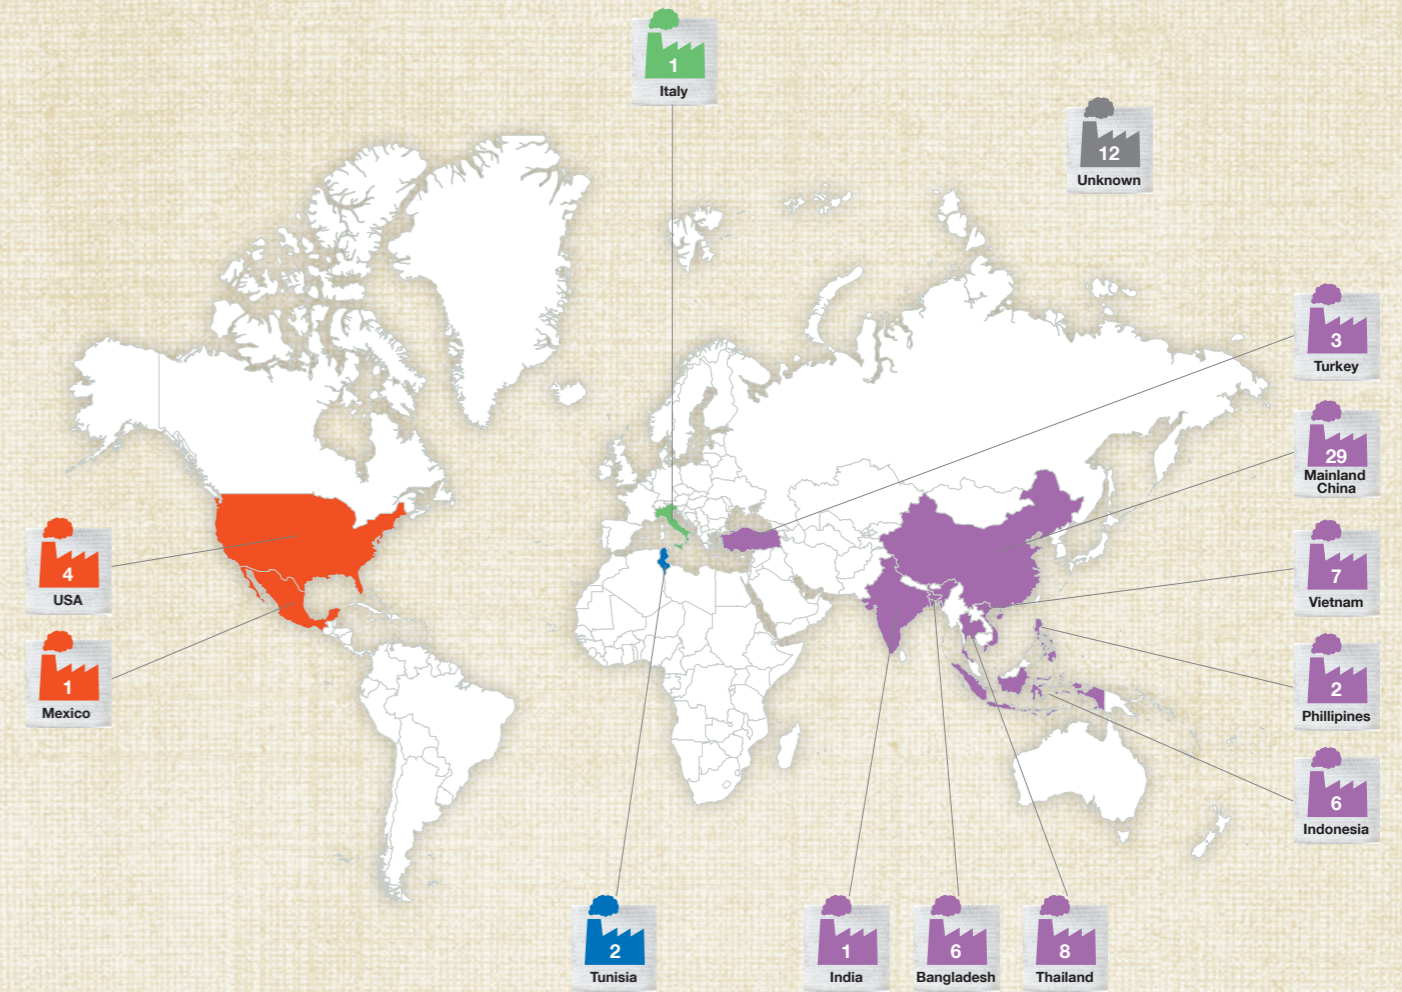 1
Italy
12
Unknown
3
Turkey
29
Mainland
China
4
USA
7
Vietnam
1
Mexico
2
Phillipines
6
Indonesia
2
Tunisia
1
India
6
Bangladesh
8
Thailand